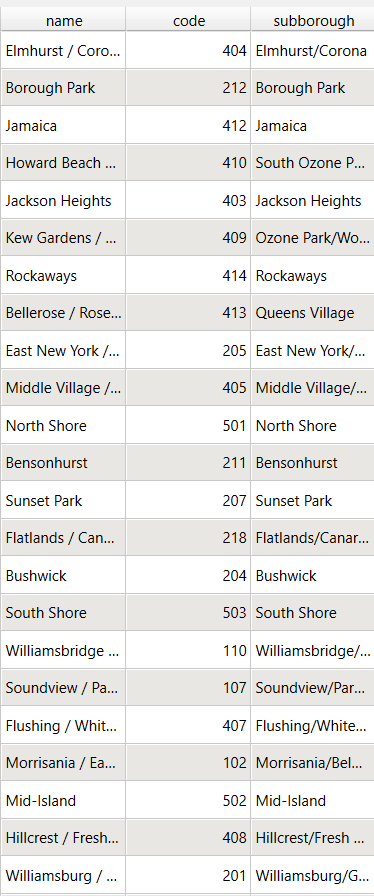 name code subborough
Elmhurst / Coro... 404 Elmhurst/Corona
Borough Park 212 Borough Park
Jamaica 412 Jamaica
Howard Beach ... 410 South Ozone P...
Jackson Heights 403 Jackson Heights
Kew Gardens / ... 409 Ozone Park/Wo...
Rockaways 414 Rockaways
Bellerose / Rose... 413 Queens Village
East New York /... 205 East New York/...
Middle Village /... 405 Middle Village/...
North Shore 501 North Shore
Bensonhurst 211 Bensonhurst
Sunset Park 207 Sunset Park
Flatlands / Can... 218 Flatlands/Canar...
Bushwick 204 Bushwick
South Shore 503 South Shore
Williamsbridge ... 110 Williamsbridge/...
Soundview / Pa... 107 Soundview/Par...
Flushing / Whit... 407 Flushing/White...
Morrisania / Ea... 102 Morrisania/Bel...
Mid-Island 502 Mid-Island
Hillcrest / Fresh... 408 Hillcrest/Fresh ...
Williamsburg / ... 201 Williamsburg/G...